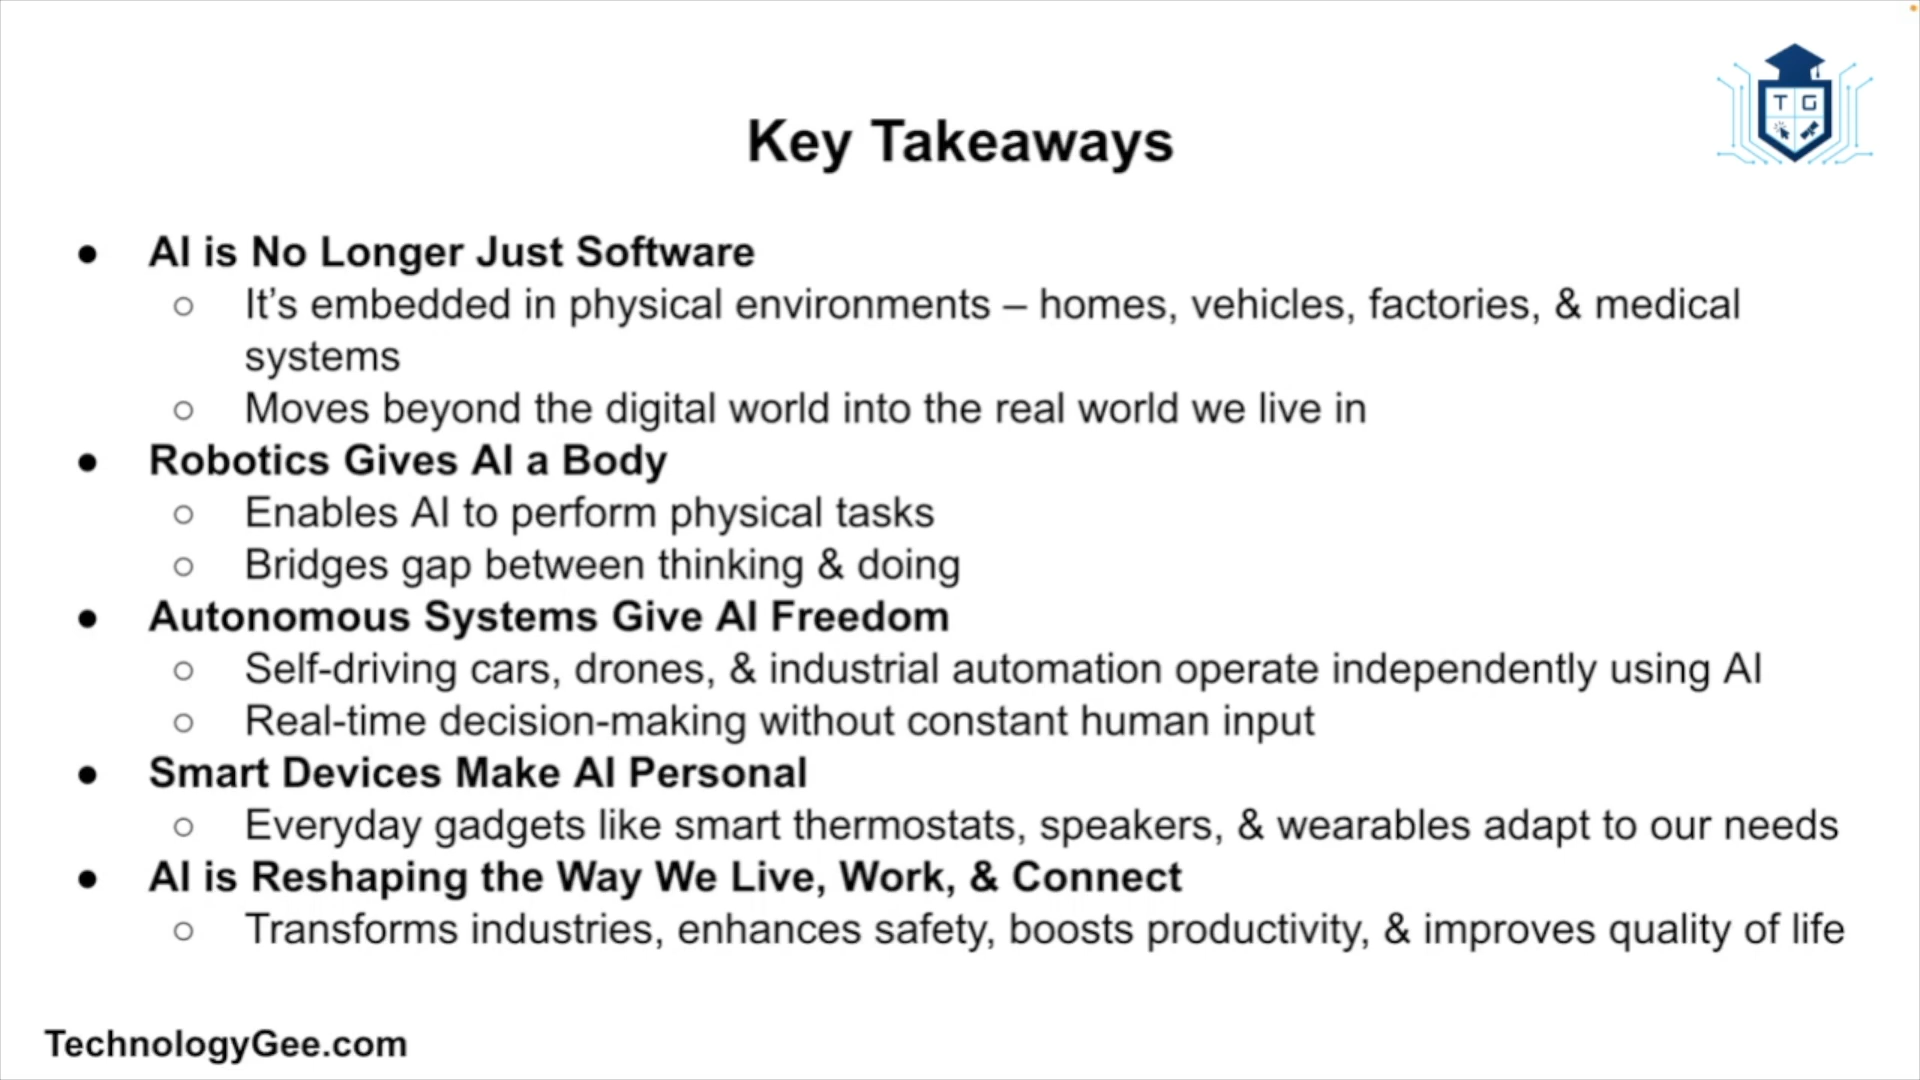 T G
Key Takeaways
● AI is No Longer Just Software
○ It’s embedded in physical environments – homes, vehicles, factories, & medical
systems
○ Moves beyond the digital world into the real world we live in
● Robotics Gives AI a Body
○ Enables AI to perform physical tasks
○ Bridges gap between thinking & doing
● Autonomous Systems Give AI Freedom
○ Self-driving cars, drones, & industrial automation operate independently using AI
○ Real-time decision-making without constant human input
● Smart Devices Make AI Personal
○ Everyday gadgets like smart thermostats, speakers, & wearables adapt to our needs
● AI is Reshaping the Way We Live, Work, & Connect
○ Transforms industries, enhances safety, boosts productivity, & improves quality of life
TechnologyGee.com